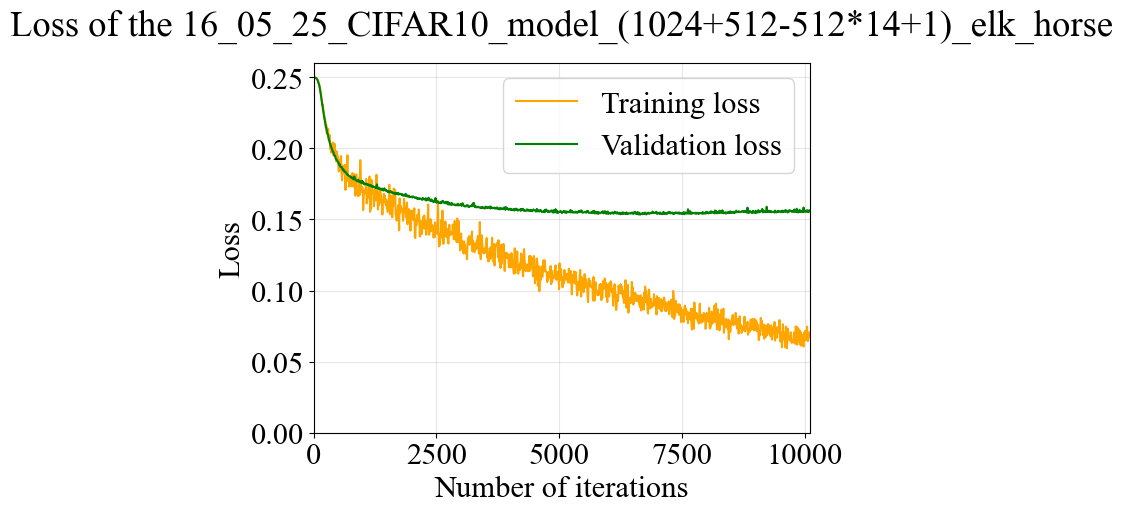 Loss of the 16_05_25_CIFAR10_model_(1024+512-512*14+1)_elk_horse
0.25
0.20
0.15
0.10
0.05
0.00
Loss
Training loss
Validation loss
0 2500 5000 7500 10000
Number of iterations